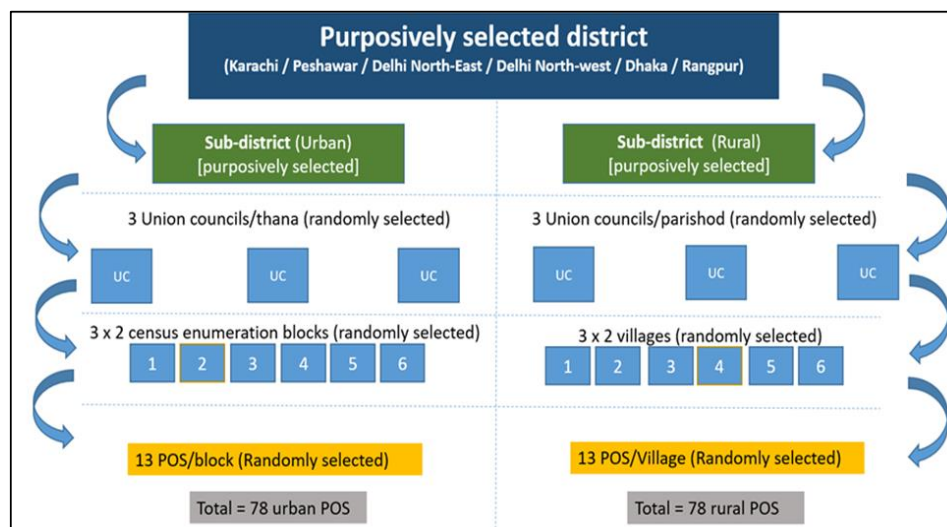 Purposively selected district
(Karachi / Peshawar / Delhi North-East / Delhi North-west / Dhaka / Rangpur)
Sub-district (Urban)
[purposively selected]
Sub-district (Rural)
[purposively selected]
3 Union councils/thana (randomly selected)
3 Union councils/parishod (randomly selected)
UC UC UC
UC UC UC
3 x 2 census enumeration blocks (randomly selected)
1 2 3 4 5 6
3 x 2 villages (randomly selected)
1 2 3 4 5 6
13 POS/block (Randomly selected)
13 POS/Village (Randomly selected)
Total = 78 urban POS
Total = 78 rural POS